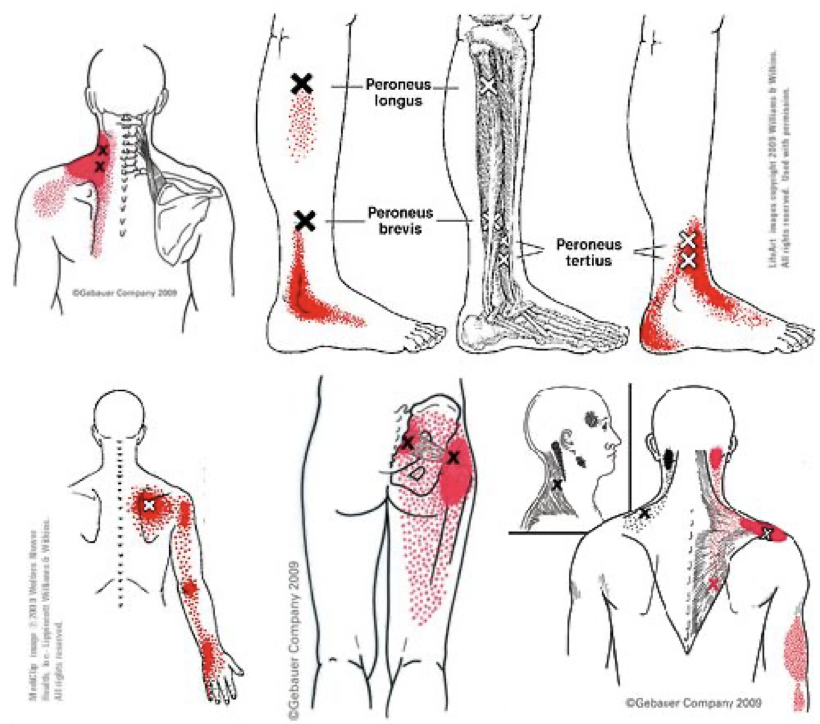 Peroneus
longus
Peroneus
brevis
Peroneus
tertius
LifeArt images copyright 2009 Williams & Wilkins.
All rights reserved. Used with permission.
©Gebauer Company 2009
MediClip image © 2003 Wolters Kluwer
Health, Inc.- Lippincott Williams & Wilkins.
All rights reserved.
©Gebauer Company 2009
©Gebauer Company 2009